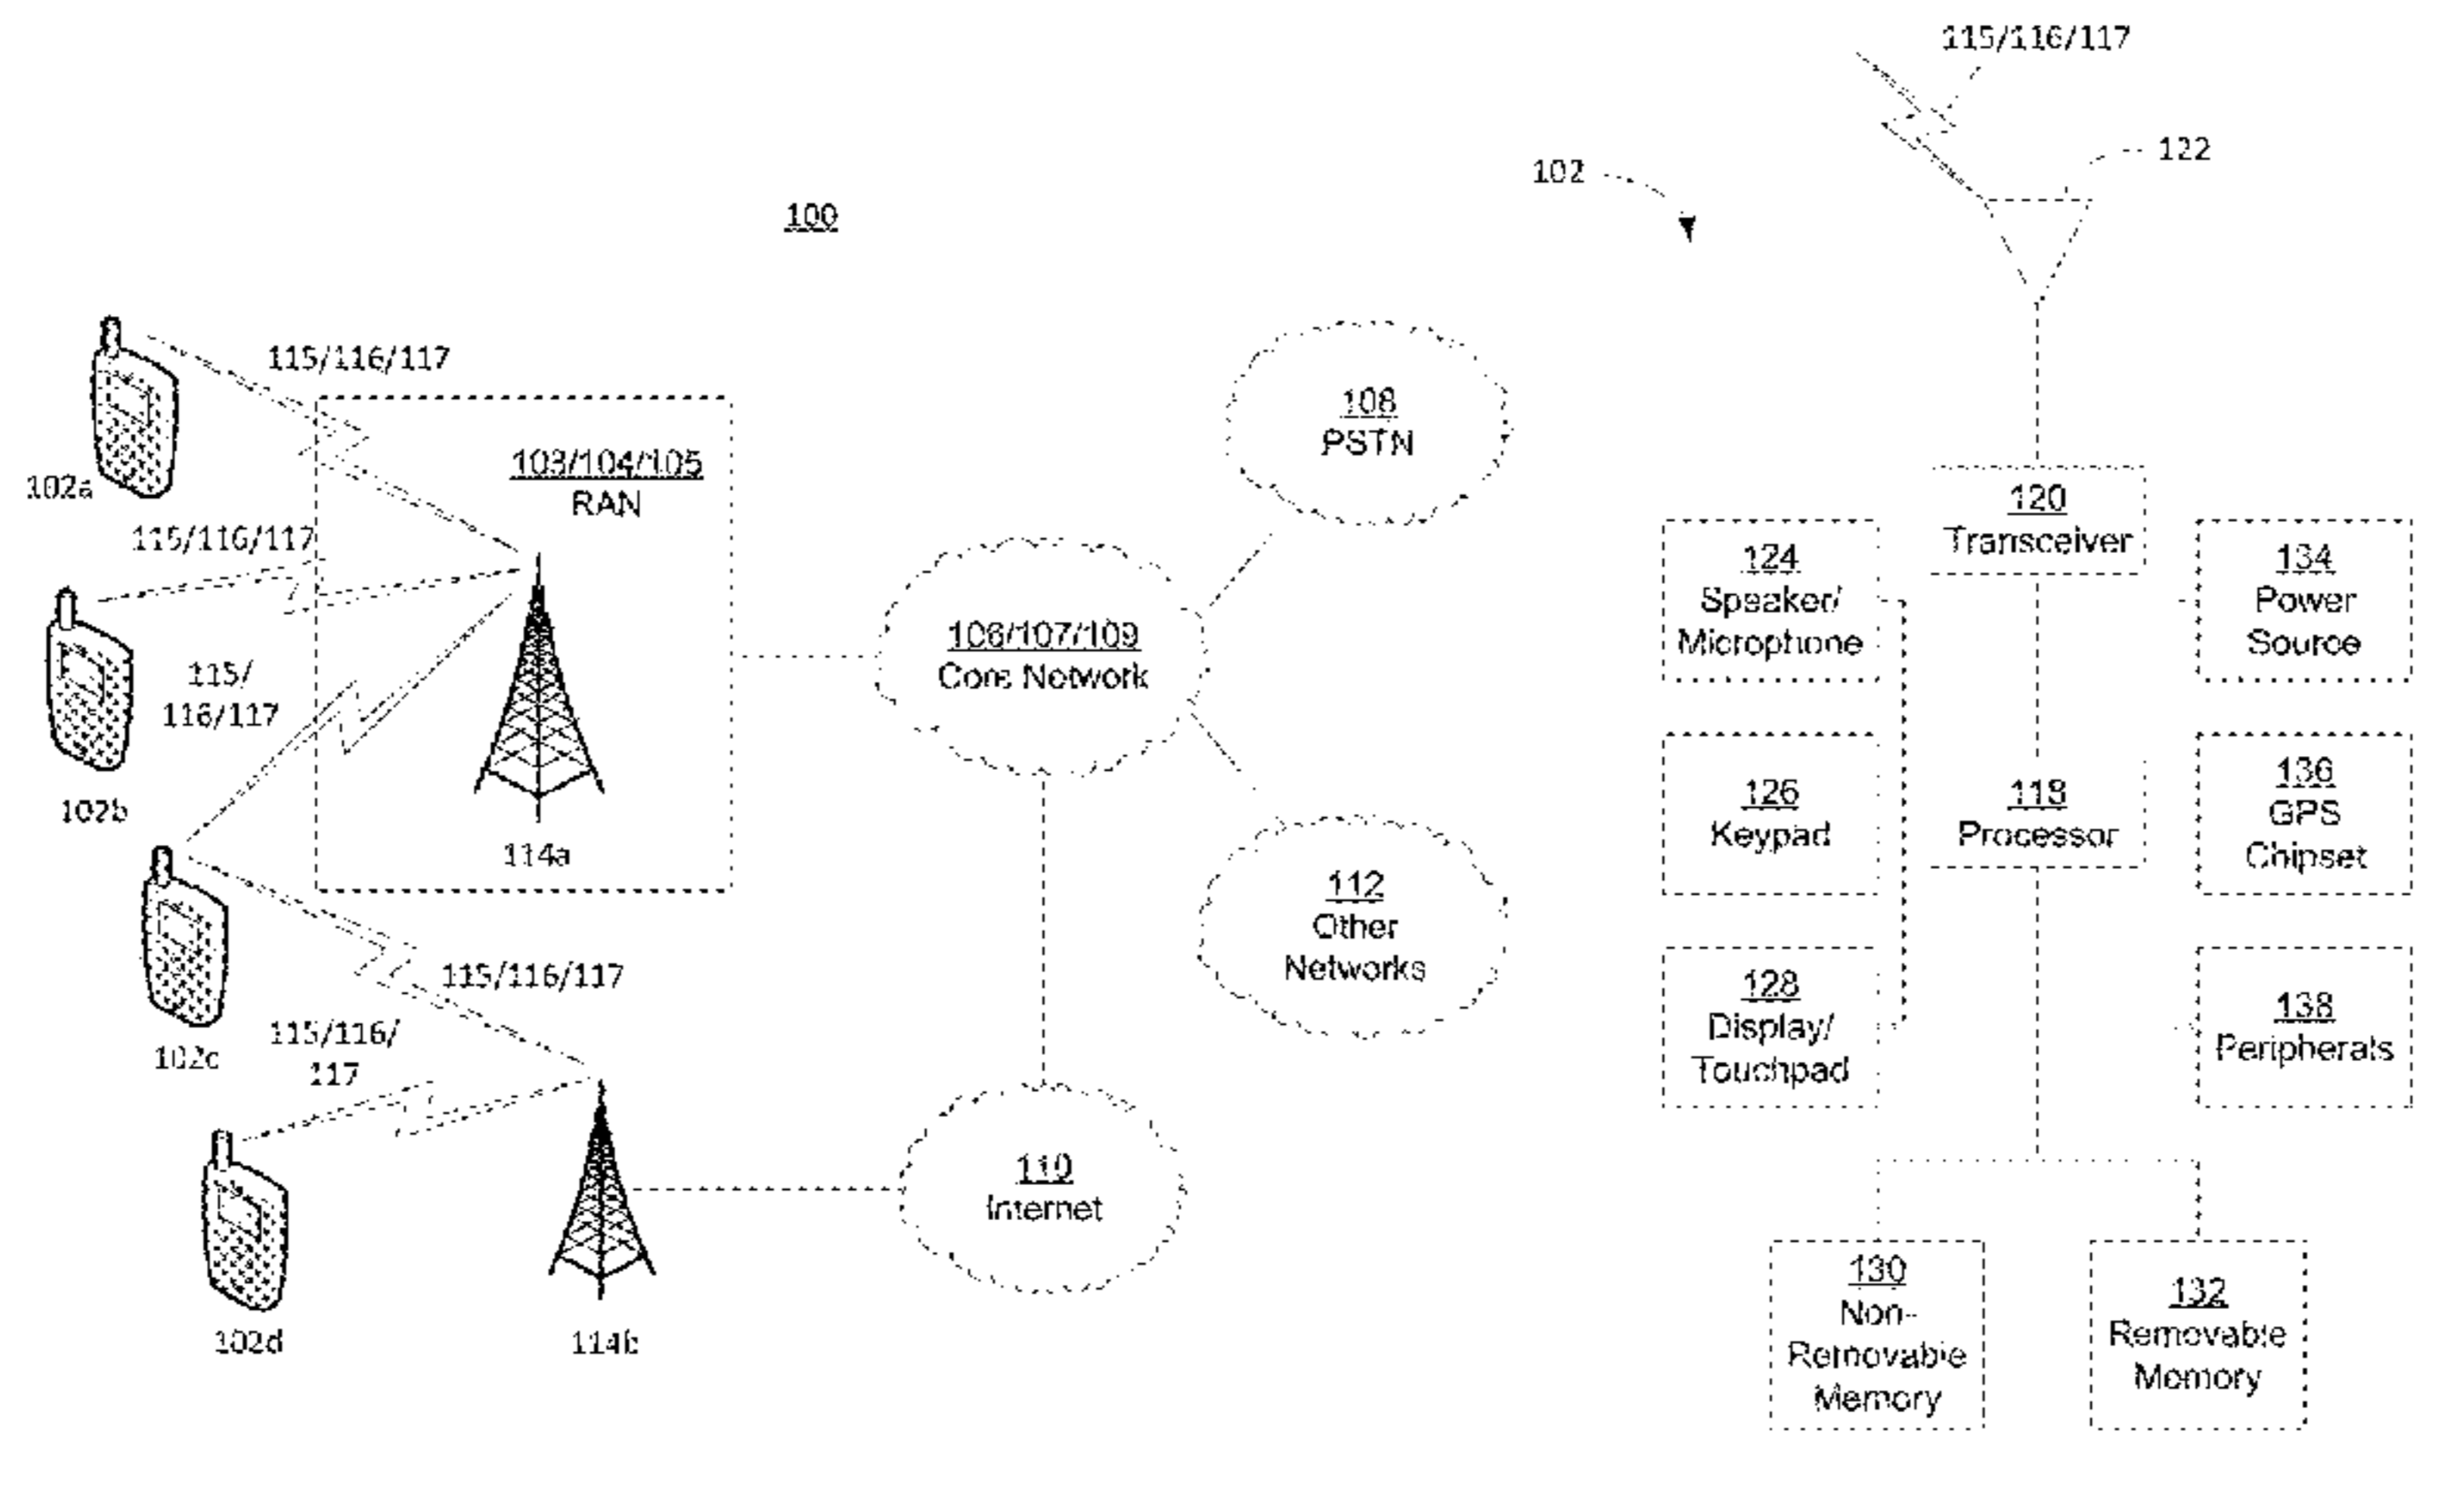 100
102a
115/116/117
103/104/105
RAN
115/116/117
102b
115/
116/117
114a
102c
115/116/117
115/116/
117
102d
114b
106/107/109
Core Network
108
PSTN
112
Other
Networks
110
Internet
102
115/116/117
122
120
Transceiver
124
Speaker/
Microphone
134
Power
Source
126
Keypad
118
Processor
136
GPS
Chipset
128
Display/
Touchpad
138
Peripherals
130
Non-
Removable
Memory
132
Removable
Memory